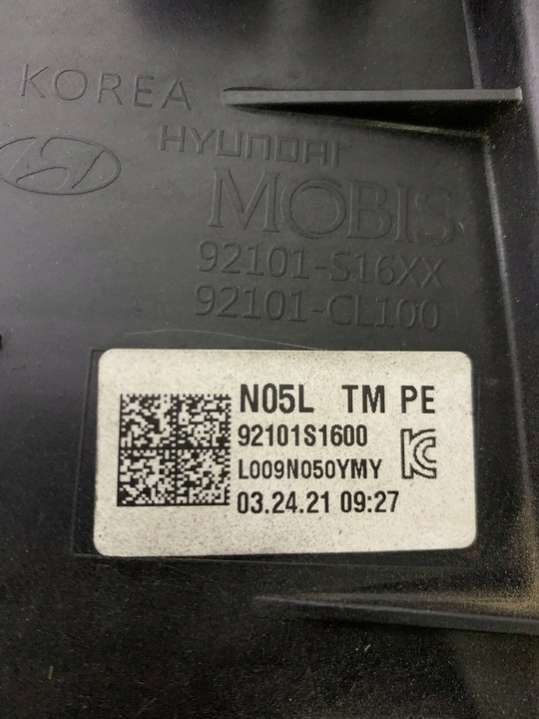 KOREA
HYUNDAI
MOBIS
92101-S16XX
92101-CL100
N05L TM PE
92101S1600
L009N050YMY
03.24.21 09:27